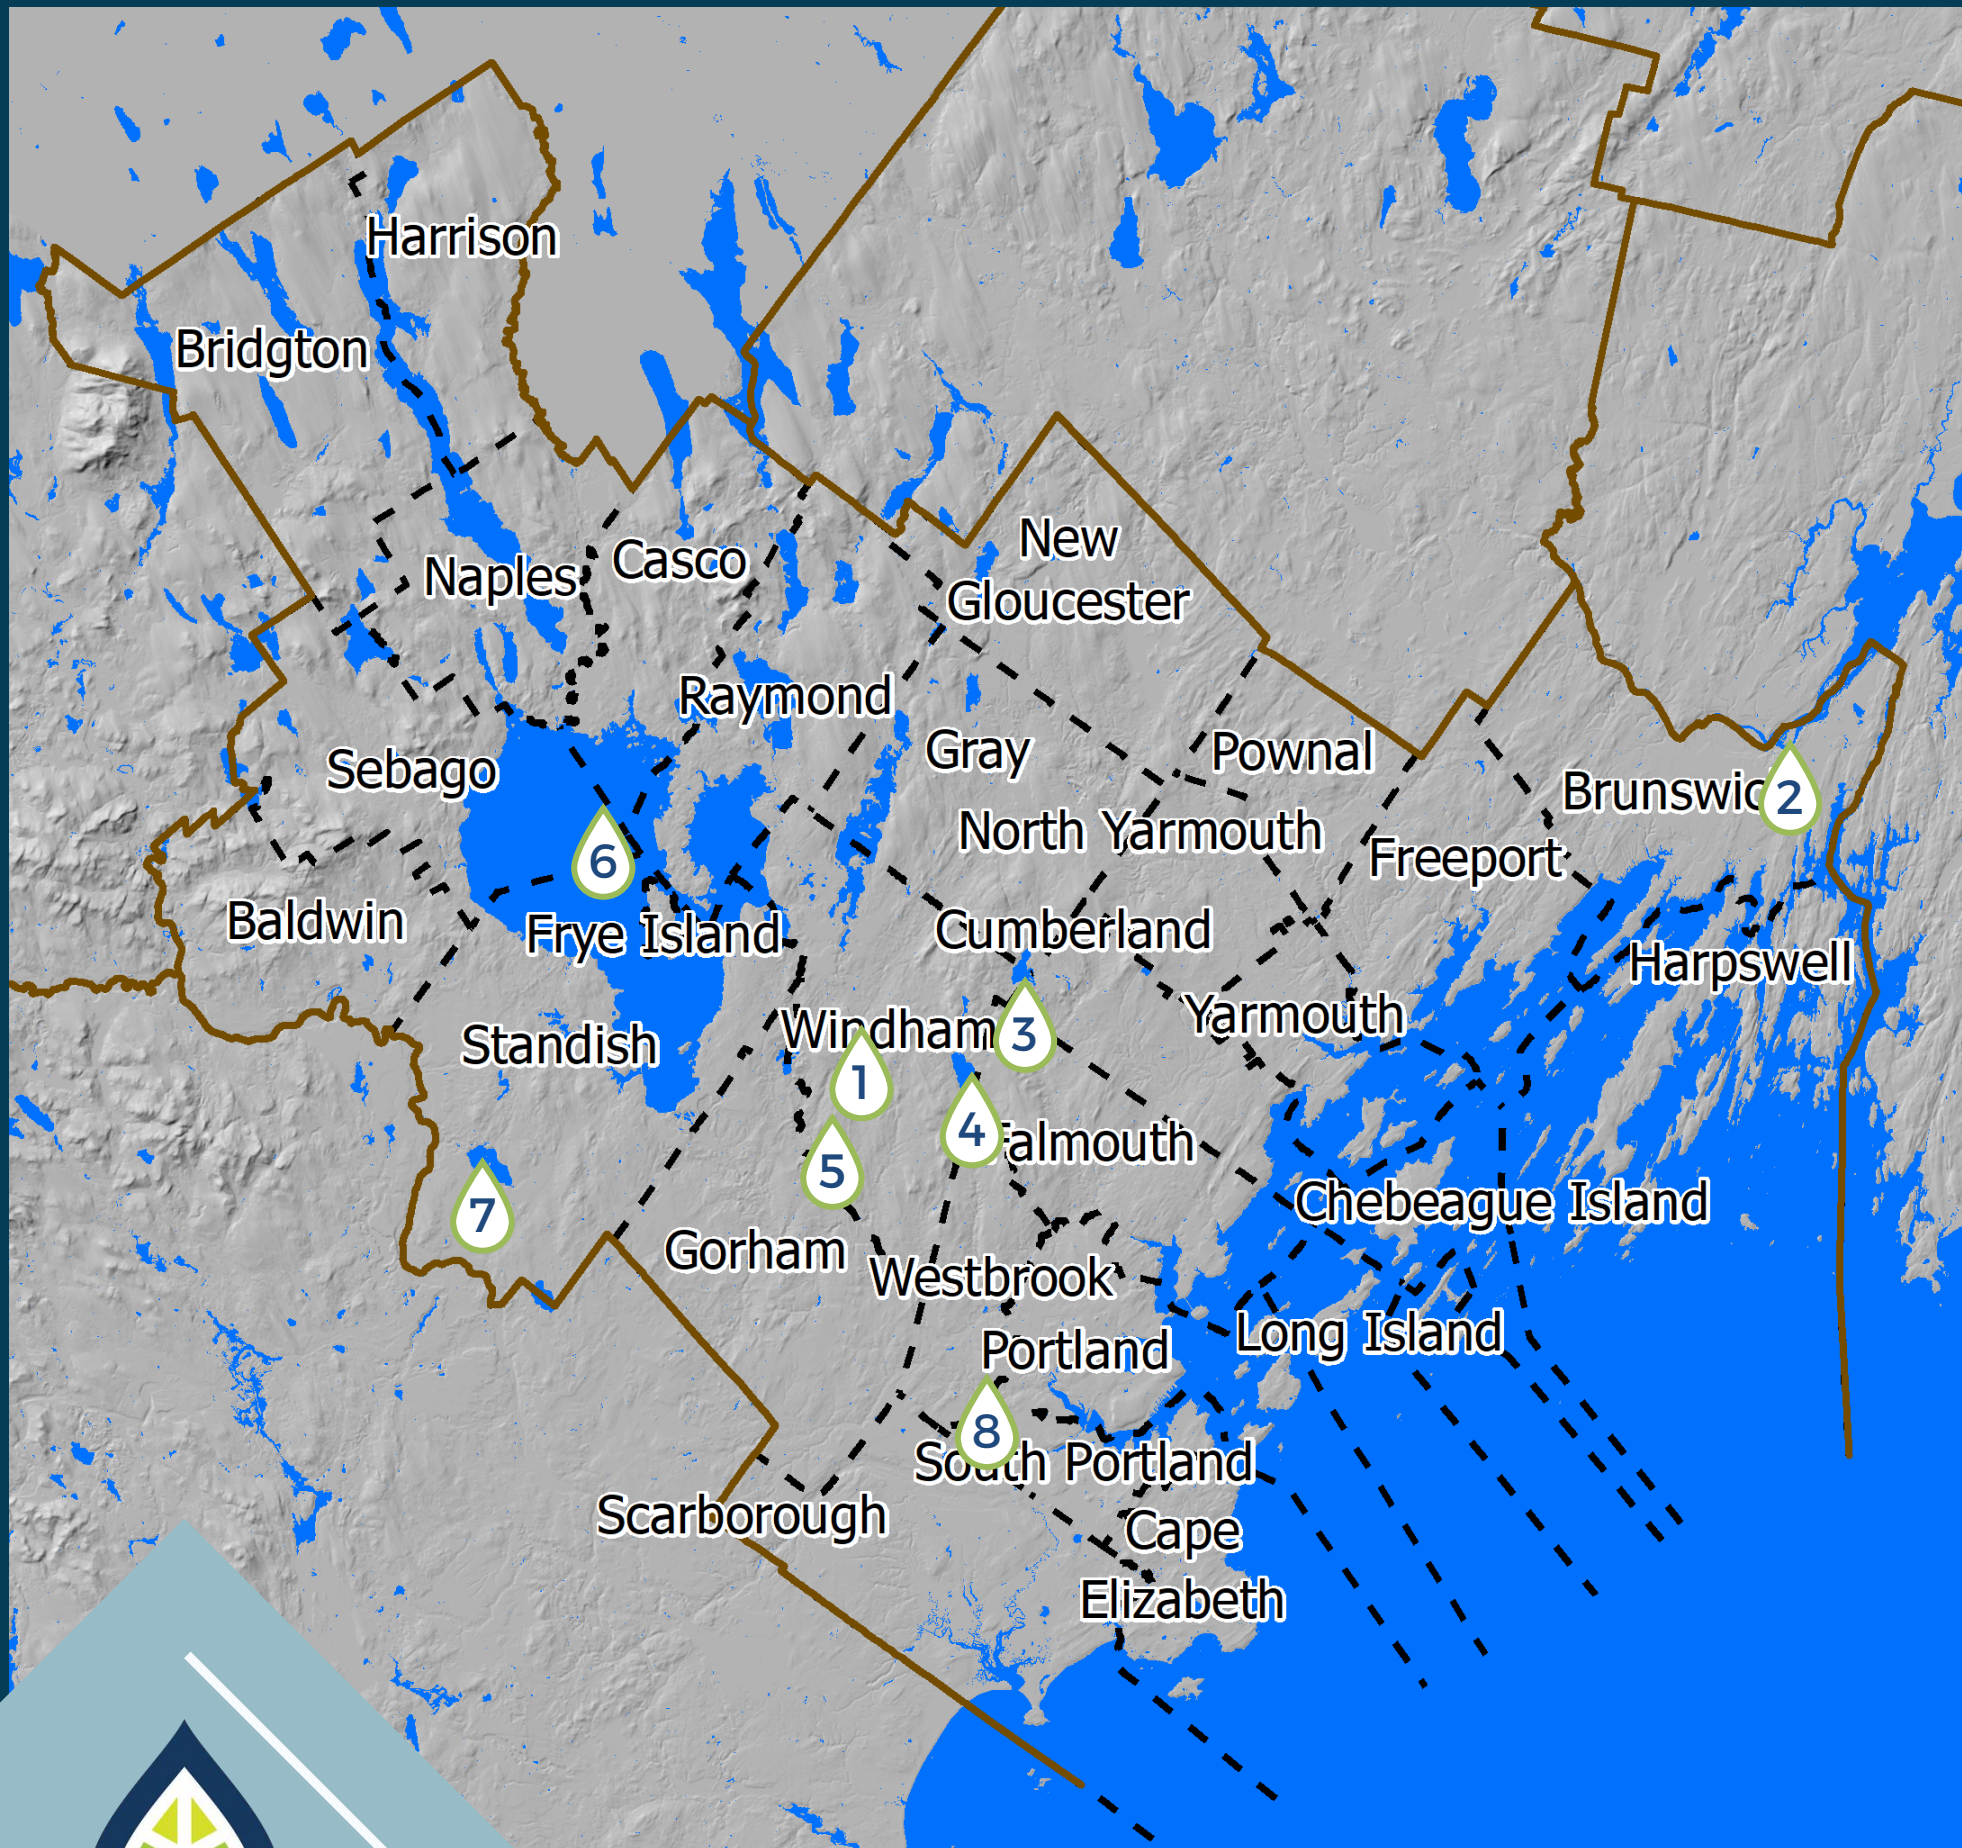 Harrison
Bridgton
New
Gloucester
Casco
Naples
Raymond
Gray
Pownal
Sebago
Brunswic
2
North Yarmouth
Freeport
6
Baldwin
Frye Island
Cumberland
Harpswell
Yarmouth
Windham
3
Standish
1
4
Falmouth
5
7
Chebeague Island
Gorham
Westbrook
Long Island
Portland
8
South Portland
Scarborough
Cape
Elizabeth